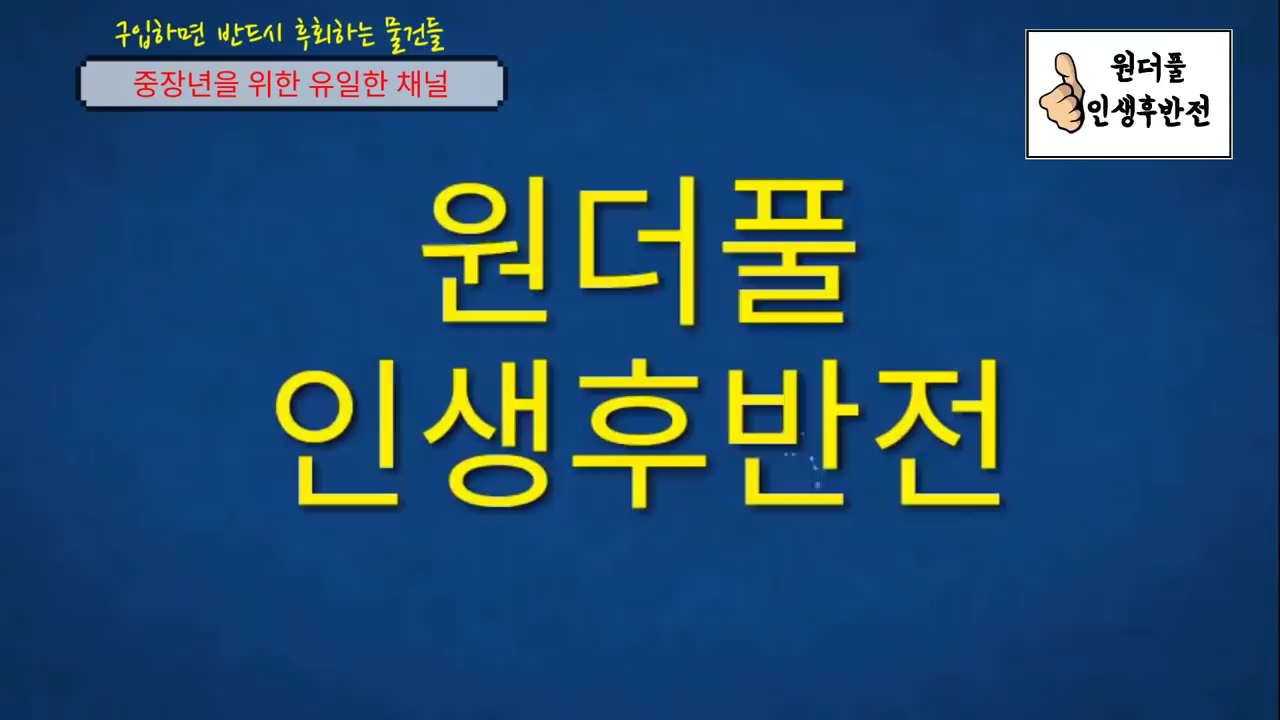 구입하면 반드시 후회하는 물건들
중장년을 위한 유일한 채널
원더풀
인생후반전
원더풀
인생후반전